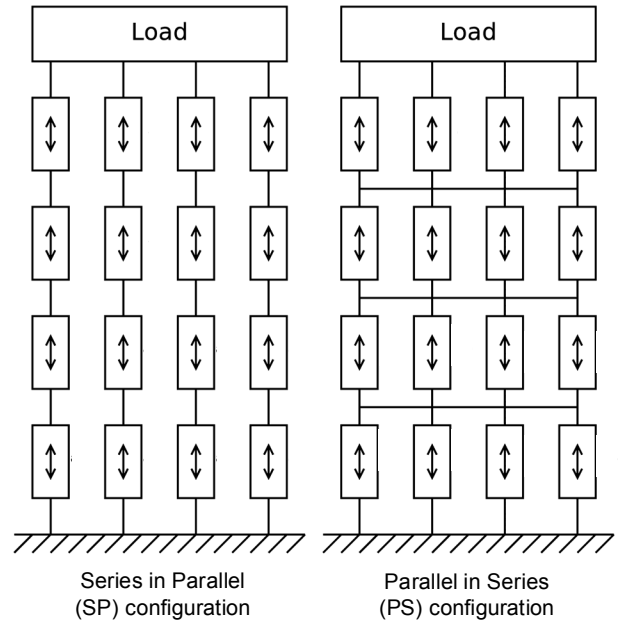 Load
Load
Series in Parallel
(SP) configuration
Parallel in Series
(PS) configuration